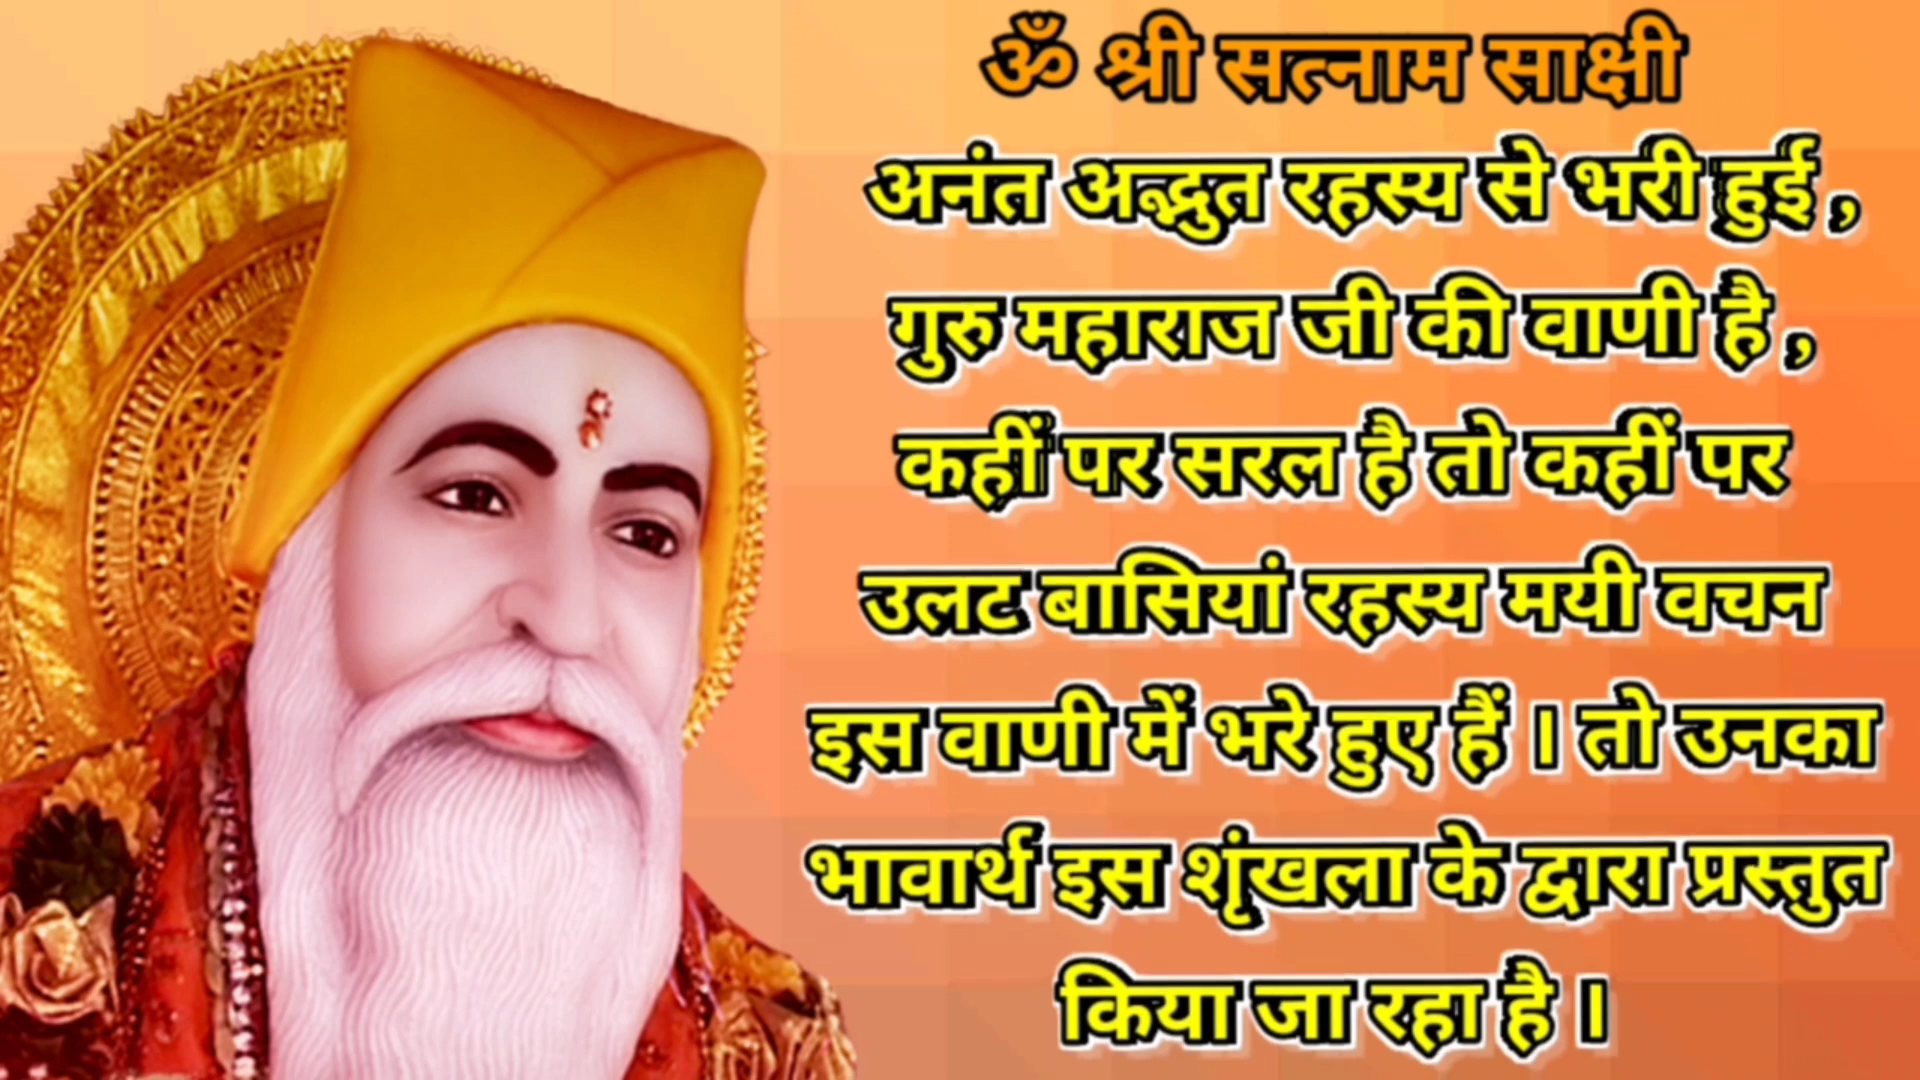 ॐ श्री सत्नाम साक्षी
अनंत अद्भुत रहस्य से भरी हुई ,
गुरु महाराज जी की वाणी है ,
कहीं पर सरल है तो कहीं पर
उलट बासियां रहस्य मयी वचन
इस वाणी में भरे हुए हैं । तो उनका
भावार्थ इस शृंखला के द्वारा प्रस्तुत
किया जा रहा है ।